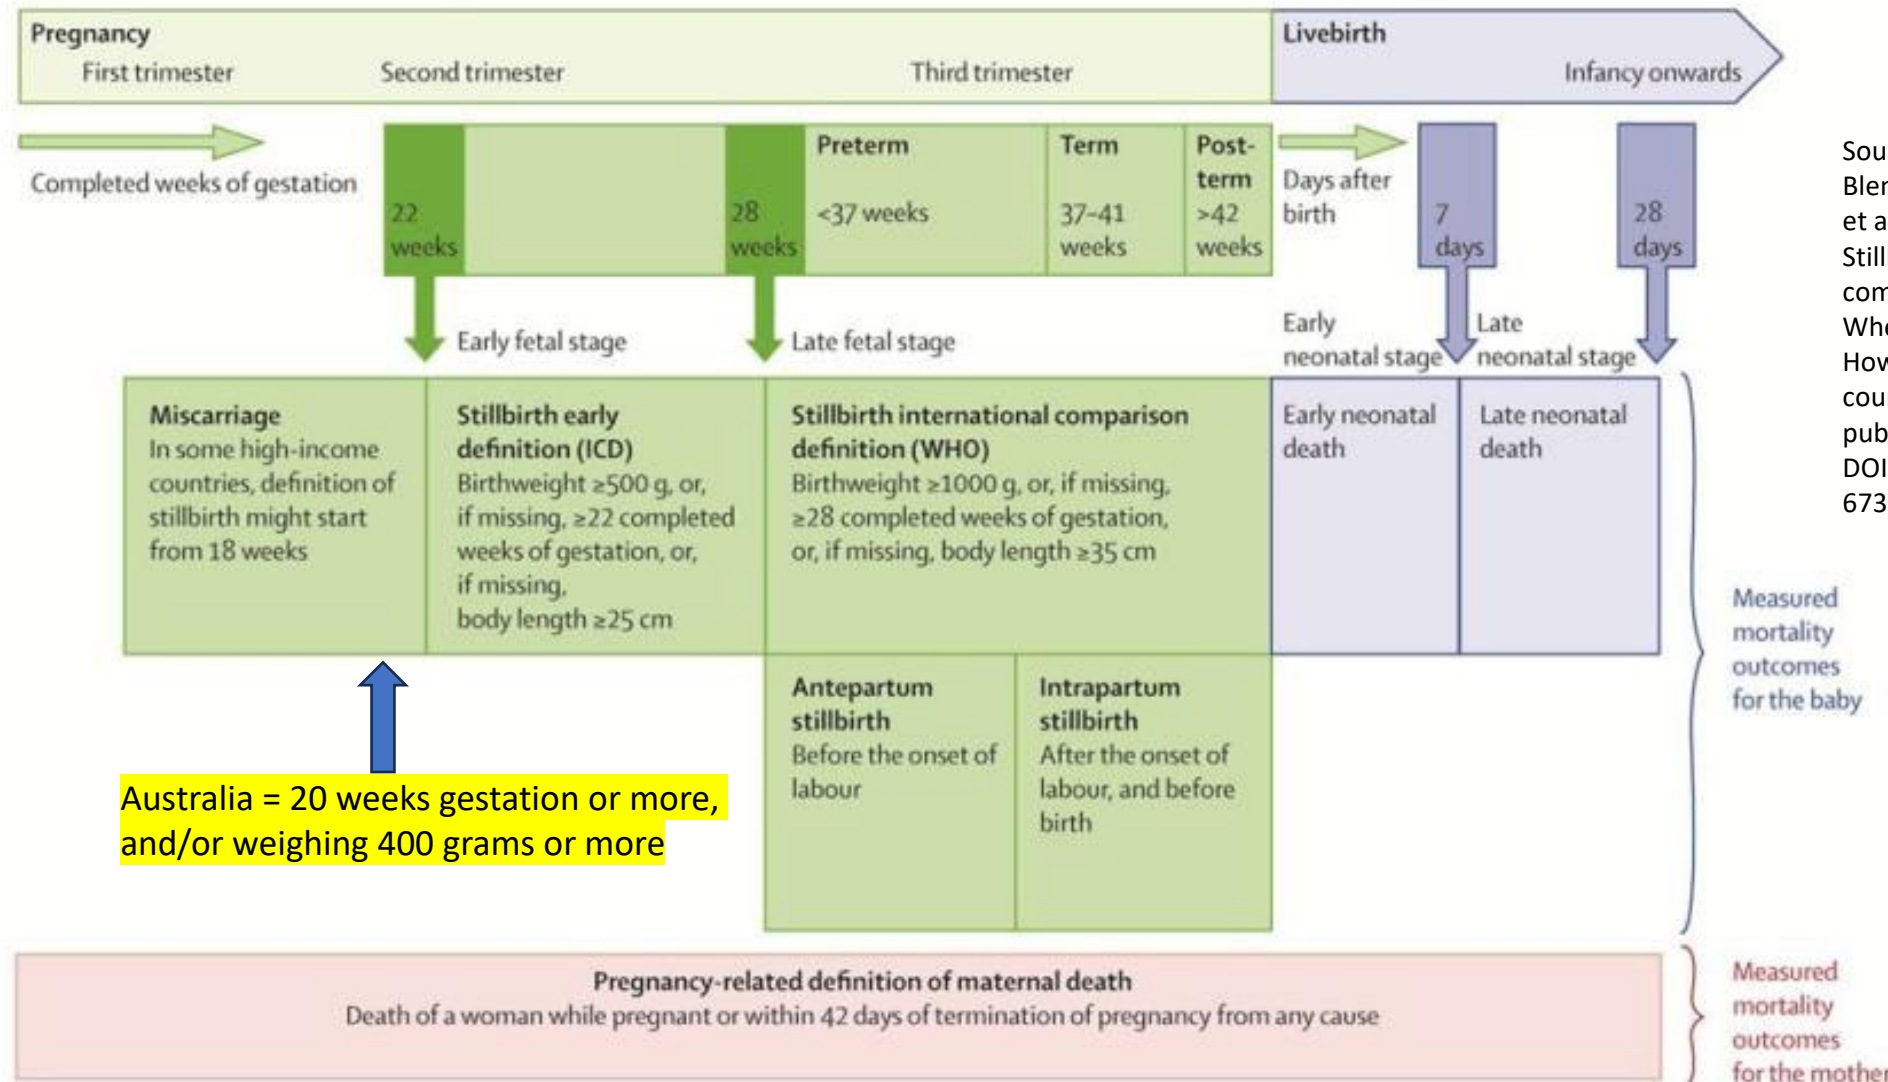 Pregnancy
First trimester
Second trimester
Third trimester
Livebirth
Infancy onwards
Completed weeks of gestation
22
weeks
28
weeks
Preterm
<37 weeks
Term
37–41
weeks
Post-
term
>42
weeks
Days after
birth
7
days
28
days
Early fetal stage
Late fetal stage
Early
neonatal stage
Late
neonatal stage
Miscarriage
In some high-income
countries, definition of
stillbirth might start
from 18 weeks
Stillbirth early
definition (ICD)
Birthweight ≥500 g, or,
if missing, ≥22 completed
weeks of gestation, or,
if missing,
body length ≥25 cm
Stillbirth international comparison
definition (WHO)
Birthweight ≥1000 g, or, if missing,
≥28 completed weeks of gestation,
or, if missing, body length ≥35 cm
Early neonatal
death
Late neonatal
death
Antepartum
stillbirth
Before the onset of
labour
Intrapartum
stillbirth
After the onset of
labour, and before
birth
Australia = 20 weeks gestation or more,
and/or weighing 400 grams or more
Measured
mortality
outcomes
for the baby
Pregnancy-related definition of maternal death
Death of a woman while pregnant or within 42 days of termination of pregnancy from any cause
Measured
mortality
outcomes
for the mother
et a
DOI
673